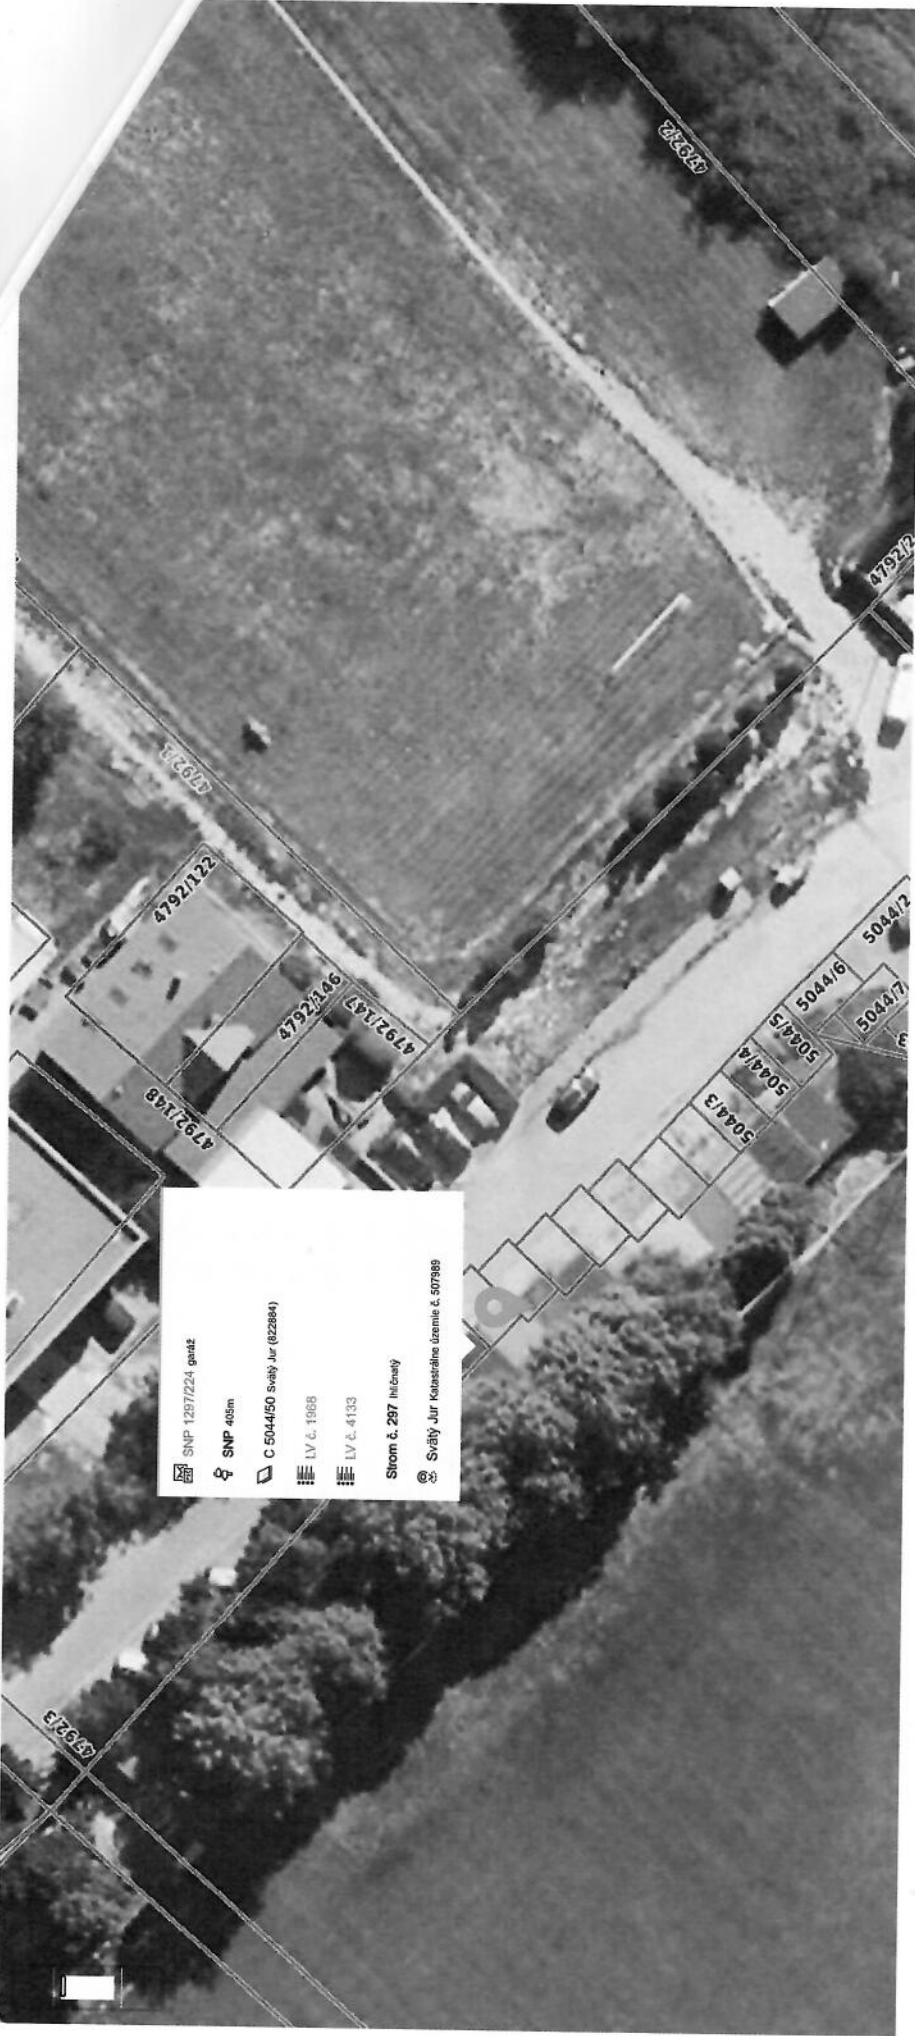 SNP 1297/224 garáž
SNP 405m
C 5044/50 Svätý Jur (822884)
LV č. 1968
LV č. 4133
Strom č. 297 Ihličnatý
Svätý Jur Katastrálne územie č. 507989
4792/3
4792/148
4792/147
4792/146
4792/122
4792/1
4792/2
5044/3
5044/4
5044/5
5044/6
5044/7
5044/2
4792/2